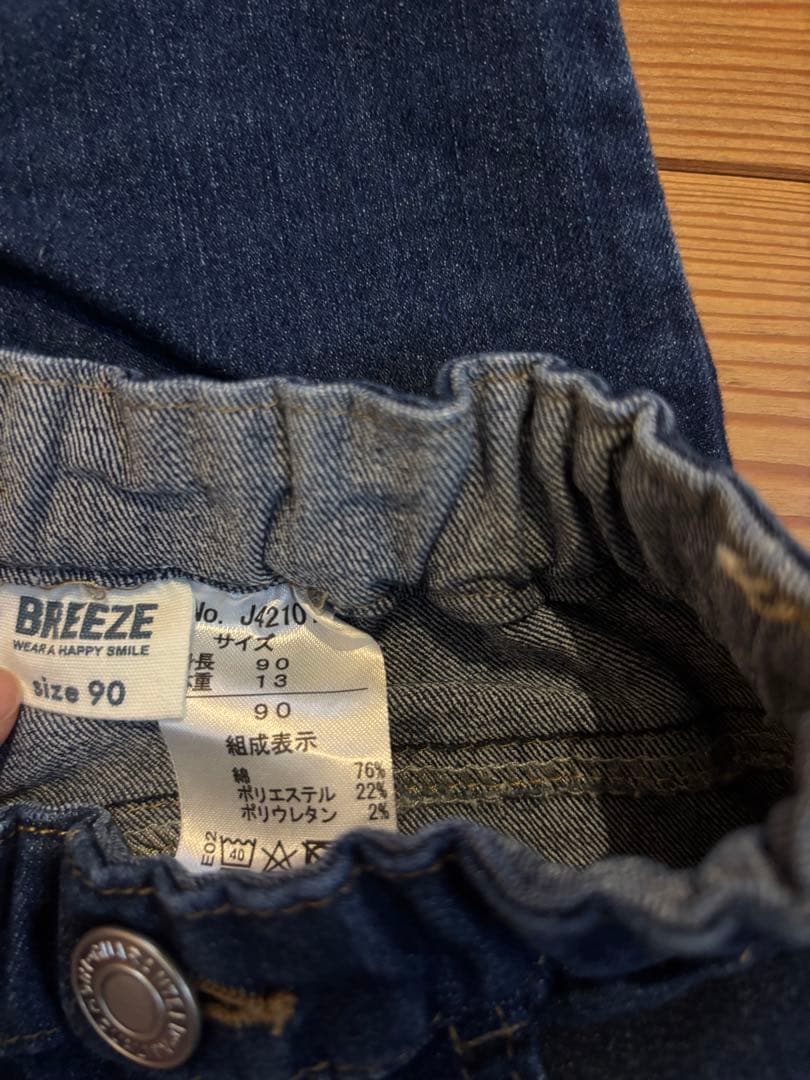 BREEZE
WEAR A HAPPY SMILE
size 90
No. J4210
サイズ
身長 90
体重 13
90
組成表示
綿 76%
ポリエステル 22%
ポリウレタン 2%
E02
40